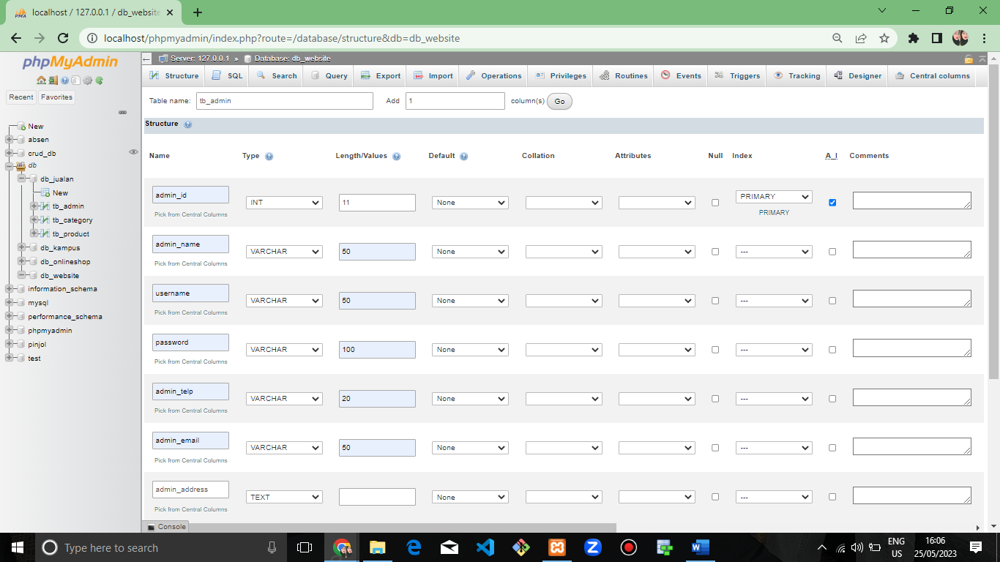 localhost / 127.0.0.1 / db_website
localhost/phpmyadmin/index.php?route=/database/structure&db=db_website
phpMyAdmin
Recent Favorites
New
absen
crud_db
db
db_jualan
New
tb_admin
tb_category
tb_product
db_kampus
db_onlineshop
db_website
information_schema
mysql
performance_schema
phpmyadmin
pinjol
test
Server: 127.0.0.1 » Database: db_website
Structure SQL Search Query Export Import Operations Privileges Routines Events Triggers Tracking Designer Central columns
Table name: tb_admin Add 1 column(s) Go
Structure
Name Type Length/Values Default Collation Attributes Null Index A_I Comments
admin_id INT 11 None PRIMARY
Pick from Central Columns PRIMARY
admin_name VARCHAR 50 None ---
Pick from Central Columns
username VARCHAR 50 None ---
Pick from Central Columns
password VARCHAR 100 None ---
Pick from Central Columns
admin_telp VARCHAR 20 None ---
Pick from Central Columns
admin_email VARCHAR 50 None ---
Pick from Central Columns
admin_address TEXT None ---
Pick from Central Columns
Console
Type here to search
ENG
US
16:06
25/05/2023